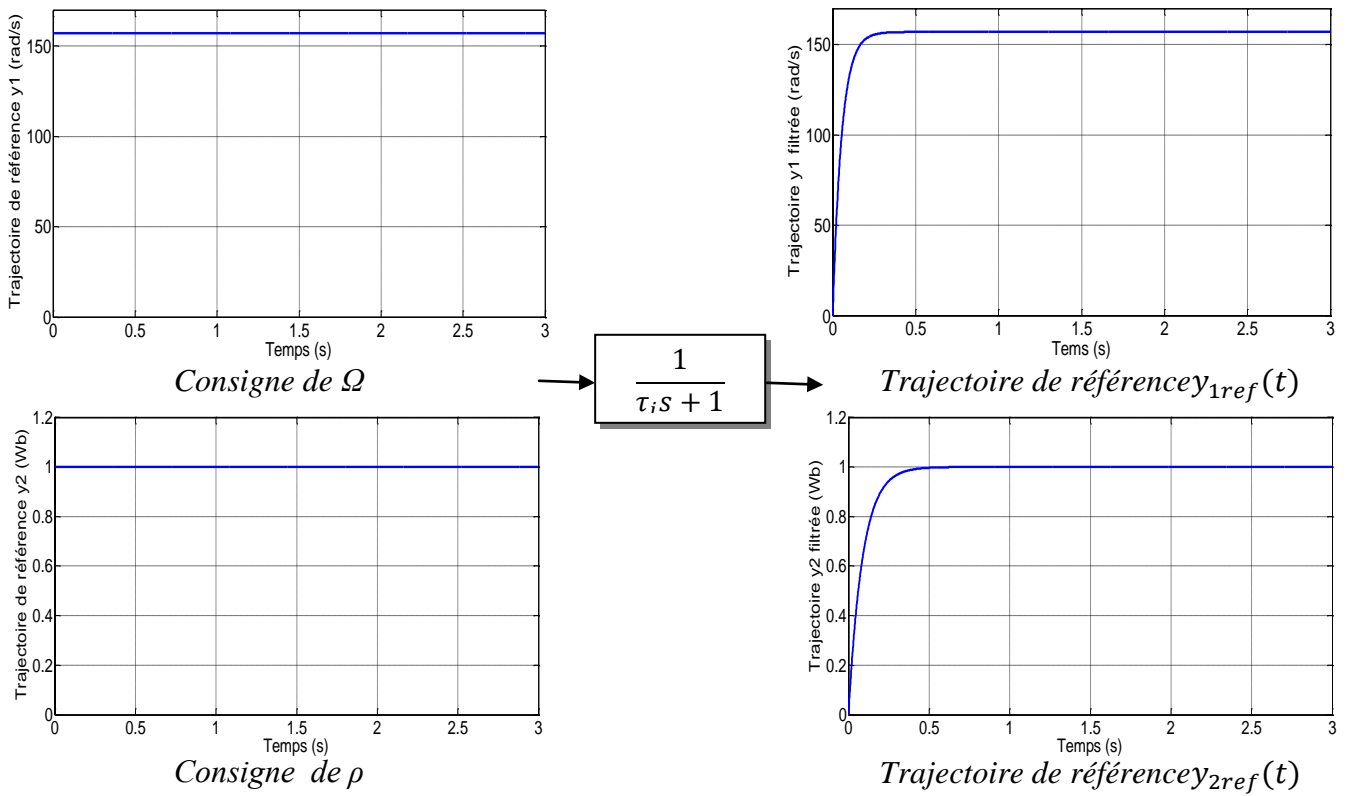 Trajectoire de référence y1 (rad/s)
150
100
50
0
0 0.5 1 1.5 2 2.5 3
Temps (s)
Consigne de Ω
Trajectoire y1 filtrée (rad/s)
150
100
50
0
0 0.5 1 1.5 2 2.5 3
Tems (s)
Trajectoire de référencey_{1ref}(t)
1
τᵢs + 1
Trajectoire de référence y2 (Wb)
1.2
1
0.8
0.6
0.4
0.2
0
0 0.5 1 1.5 2 2.5 3
Temps (s)
Consigne de ρ
Trajectoire y2 filtrée (Wb)
1.2
1
0.8
0.6
0.4
0.2
0
0 0.5 1 1.5 2 2.5 3
Temps (s)
Trajectoire de référencey_{2ref}(t)